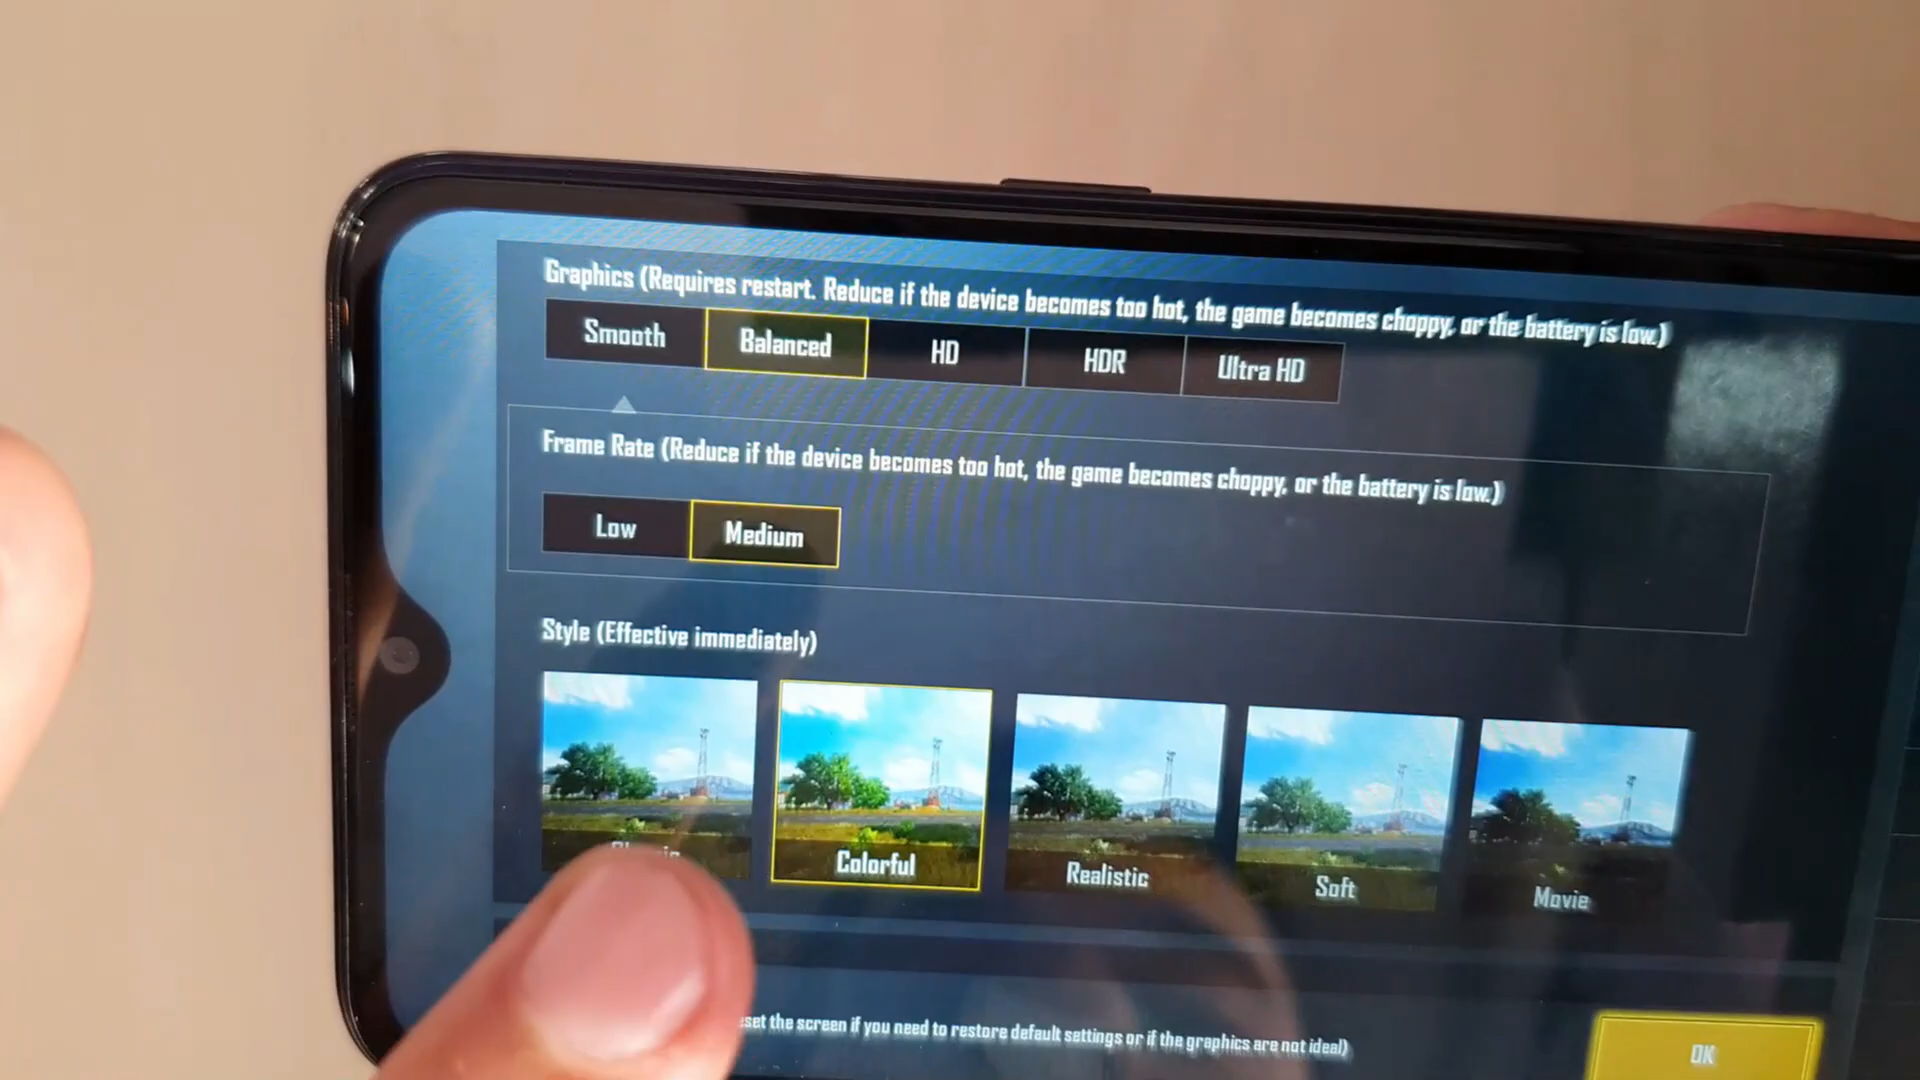 Graphics (Requires restart. Reduce if the device becomes too hot, the game becomes choppy, or the battery is low.)
Smooth Balanced HD HDR Ultra HD
Frame Rate (Reduce if the device becomes too hot, the game becomes choppy, or the battery is low.)
Low Medium
Style (Effective immediately)
Colorful Realistic Soft Movie
the screen if you need to restore default settings or if the graphics are not ideal)
OK